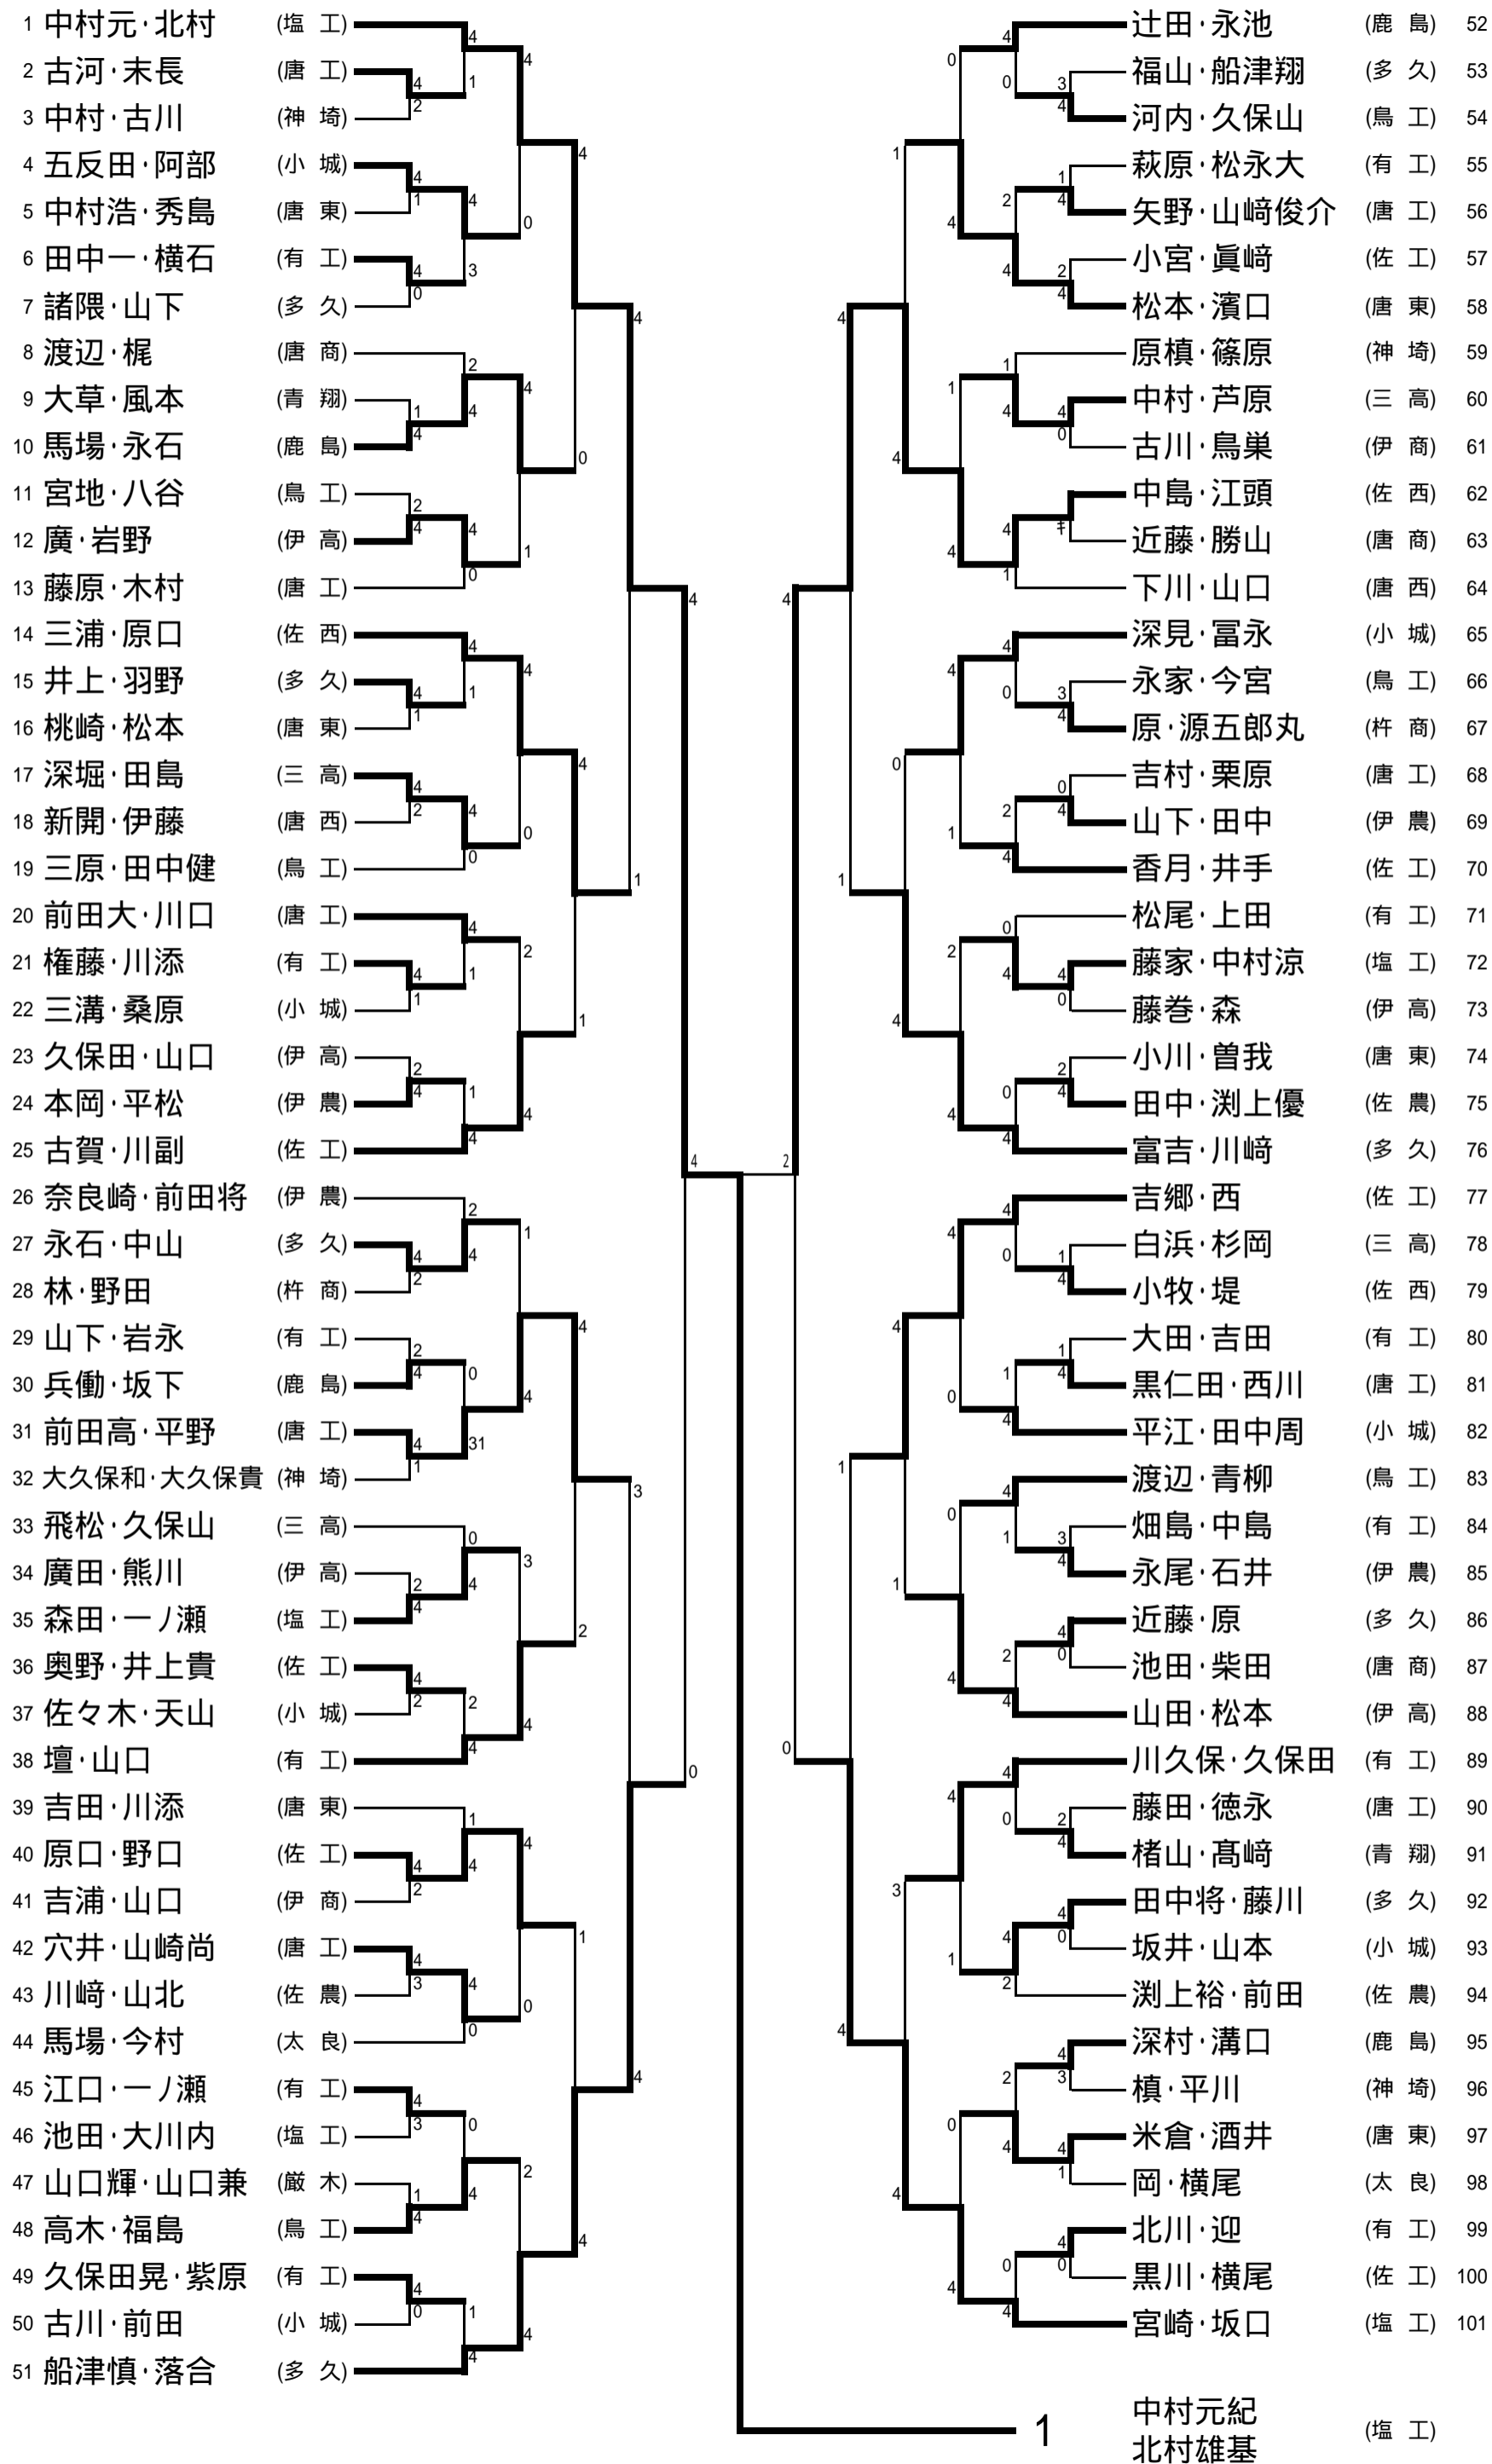 1 中村元・北村 (塩 工)
2 古河・末長 (唐 工)
3 中村・古川 (神 埼)
4 五反田・阿部 (小 城)
5 中村浩・秀島 (唐 東)
6 田中一・横石 (有 工)
7 諸隈・山下 (多 久)
8 渡辺・梶 (唐 商)
9 大草・風本 (青 翔)
10 馬場・永石 (鹿 島)
11 宮地・八谷 (鳥 工)
12 廣・岩野 (伊 高)
13 藤原・木村 (唐 工)
14 三浦・原口 (佐 西)
15 井上・羽野 (多 久)
16 桃崎・松本 (唐 東)
17 深堀・田島 (三 高)
18 新開・伊藤 (唐 西)
19 三原・田中健 (鳥 工)
20 前田大・川口 (唐 工)
21 権藤・川添 (有 工)
22 三溝・桑原 (小 城)
23 久保田・山口 (伊 高)
24 本岡・平松 (伊 農)
25 古賀・川副 (佐 工)
26 奈良崎・前田将 (伊 農)
27 永石・中山 (多 久)
28 林・野田 (杵 商)
29 山下・岩永 (有 工)
30 兵働・坂下 (鹿 島)
31 前田高・平野 (唐 工)
32 大久保和・大久保貴 (神 埼)
33 飛松・久保山 (三 高)
34 廣田・熊川 (伊 高)
35 森田・一ノ瀬 (塩 工)
36 奥野・井上貴 (佐 工)
37 佐々木・天山 (小 城)
38 壇・山口 (有 工)
39 吉田・川添 (唐 東)
40 原口・野口 (佐 工)
41 吉浦・山口 (伊 商)
42 穴井・山崎尚 (唐 工)
43 川﨑・山北 (佐 農)
44 馬場・今村 (太 良)
45 江口・一ノ瀬 (有 工)
46 池田・大川内 (塩 工)
47 山口輝・山口兼 (厳 木)
48 高木・福島 (鳥 工)
49 久保田晃・紫原 (有 工)
50 古川・前田 (小 城)
51 船津慎・落合 (多 久)
辻田・永池 (鹿 島) 52
福山・船津翔 (多 久) 53
河内・久保山 (鳥 工) 54
萩原・松永大 (有 工) 55
矢野・山﨑俊介 (唐 工) 56
小宮・眞﨑 (佐 工) 57
松本・濱口 (唐 東) 58
原槙・篠原 (神 埼) 59
中村・芦原 (三 高) 60
古川・鳥巣 (伊 商) 61
中島・江頭 (佐 西) 62
近藤・勝山 (唐 商) 63
下川・山口 (唐 西) 64
深見・冨永 (小 城) 65
永家・今宮 (鳥 工) 66
原・源五郎丸 (杵 商) 67
吉村・栗原 (唐 工) 68
山下・田中 (伊 農) 69
香月・井手 (佐 工) 70
松尾・上田 (有 工) 71
藤家・中村涼 (塩 工) 72
藤巻・森 (伊 高) 73
小川・曽我 (唐 東) 74
田中・渕上優 (佐 農) 75
富吉・川﨑 (多 久) 76
吉郷・西 (佐 工) 77
白浜・杉岡 (三 高) 78
小牧・堤 (佐 西) 79
大田・吉田 (有 工) 80
黒仁田・西川 (唐 工) 81
平江・田中周 (小 城) 82
渡辺・青柳 (鳥 工) 83
畑島・中島 (有 工) 84
永尾・石井 (伊 農) 85
近藤・原 (多 久) 86
池田・柴田 (唐 商) 87
山田・松本 (伊 高) 88
川久保・久保田 (有 工) 89
藤田・徳永 (唐 工) 90
楮山・髙﨑 (青 翔) 91
田中将・藤川 (多 久) 92
坂井・山本 (小 城) 93
渕上裕・前田 (佐 農) 94
深村・溝口 (鹿 島) 95
槙・平川 (神 埼) 96
米倉・酒井 (唐 東) 97
岡・横尾 (太 良) 98
北川・迎 (有 工) 99
黒川・横尾 (佐 工) 100
宮崎・坂口 (塩 工) 101
1 中村元紀
北村雄基 (塩 工)